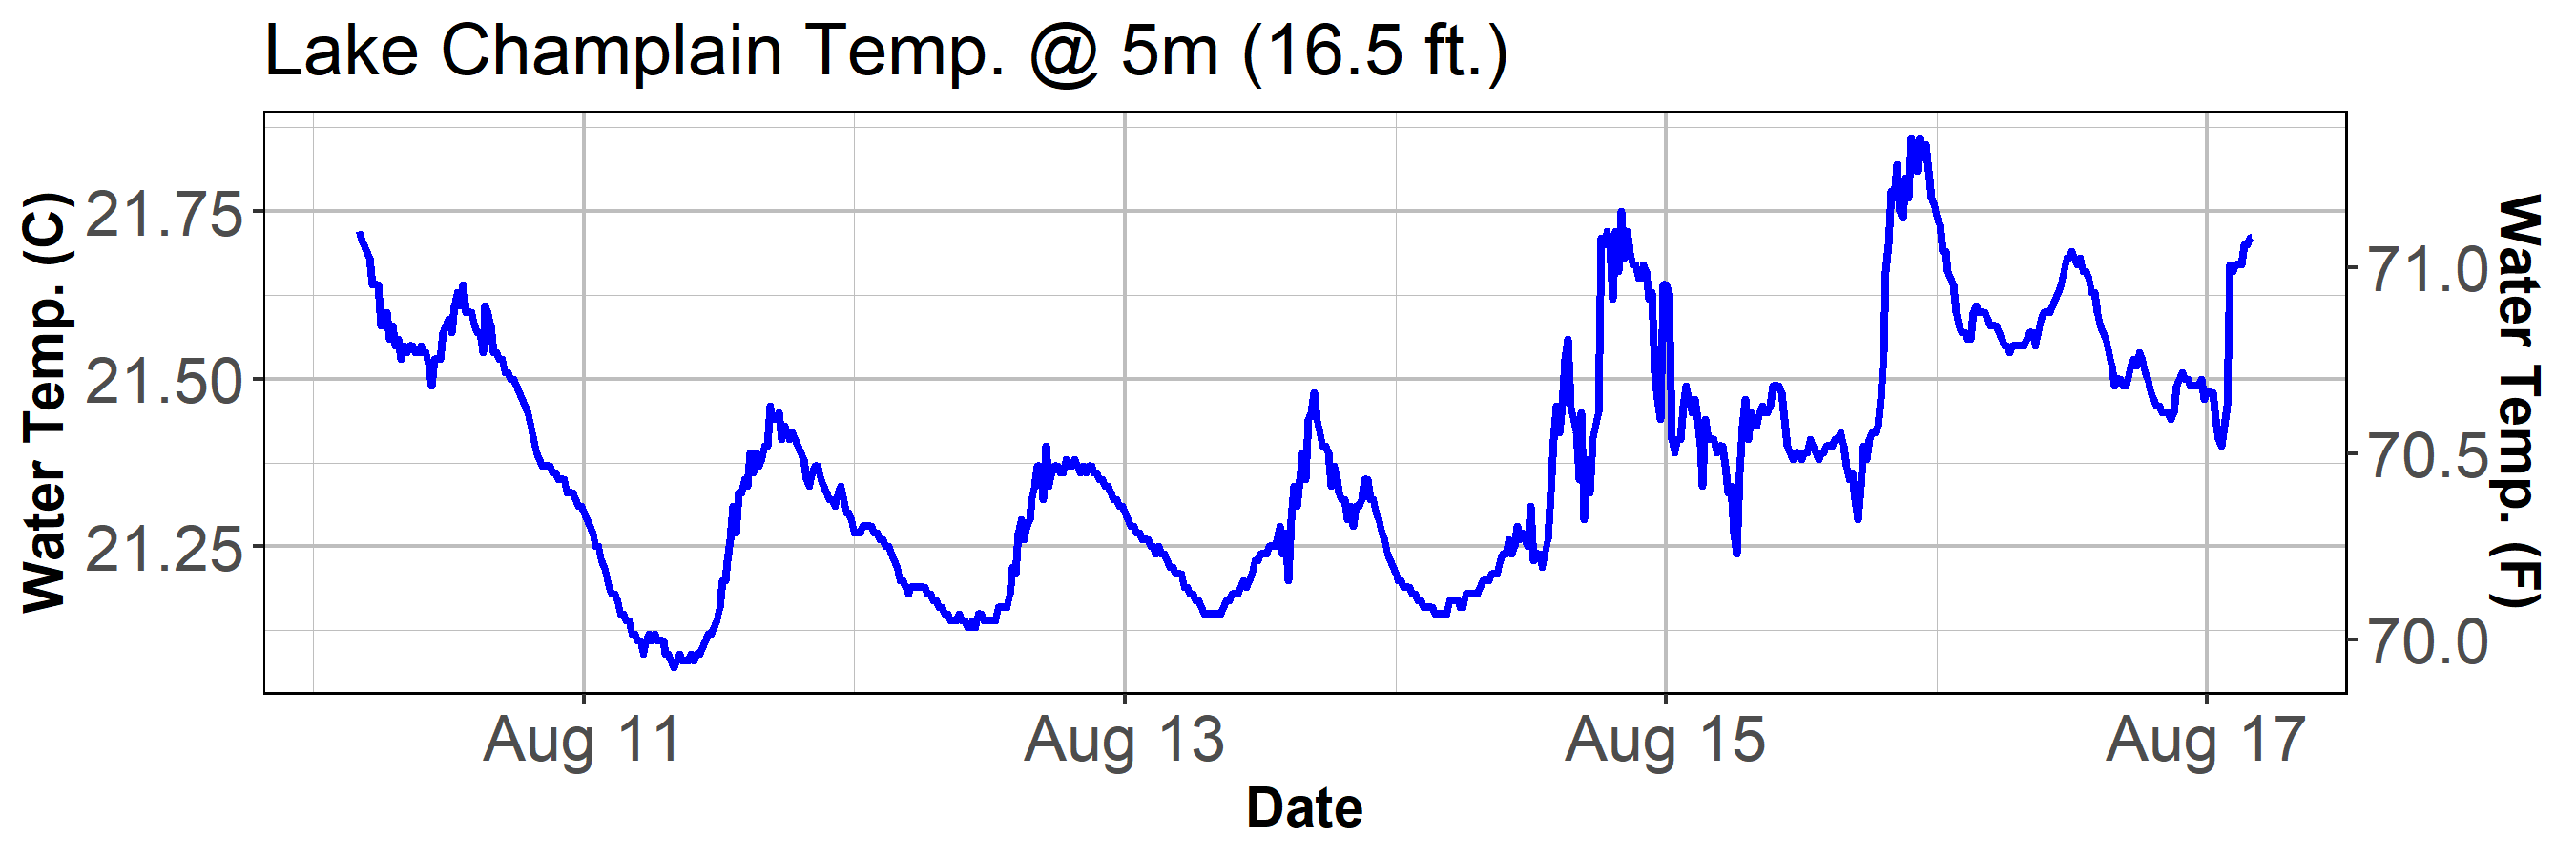 Lake Champlain Temp. @ 5m (16.5 ft.)
Water Temp. (C)
21.75
21.50
21.25
71.0
70.5
70.0
Water Temp. (F)
Aug 11 Aug 13 Aug 15 Aug 17
Date